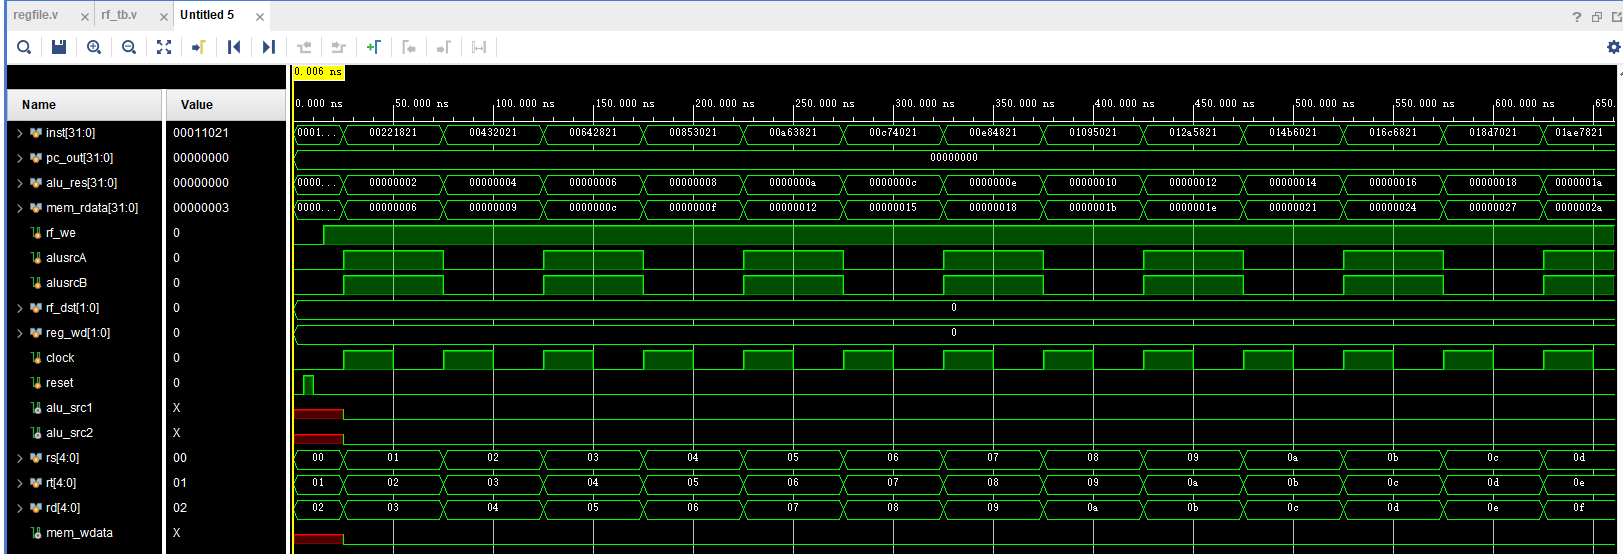 regfile.v × rf_tb.v × Untitled 5 ×
?
0.006 ns
Name Value
0.000 ns 50.000 ns 100.000 ns 150.000 ns 200.000 ns 250.000 ns 300.000 ns 350.000 ns 400.000 ns 450.000 ns 500.000 ns 550.000 ns 600.000 ns 650.
inst[31:0] 00011021 0001... 00221821 00432021 00642821 00853021 00a63821 00c74021 00e84821 01095021 012a5821 014b6021 016c6821 018d7021 01ae7821
pc_out[31:0] 00000000 00000000
alu_res[31:0] 00000000 0000... 00000002 00000004 00000006 00000008 0000000a 0000000c 0000000e 00000010 00000012 00000014 00000016 00000018 0000001a
mem_rdata[31:0] 00000003 0000... 00000006 00000009 0000000c 0000000f 00000012 00000015 00000018 0000001b 0000001e 00000021 00000024 00000027 0000002a
rf_we 0
alusrcA 0
alusrcB 0
rf_dst[1:0] 0 0
reg_wd[1:0] 0 0
clock 0
reset 0
alu_src1 X
alu_src2 X
rs[4:0] 00 00 01 02 03 04 05 06 07 08 09 0a 0b 0c 0d
rt[4:0] 01 01 02 03 04 05 06 07 08 09 0a 0b 0c 0d 0e
rd[4:0] 02 02 03 04 05 06 07 08 09 0a 0b 0c 0d 0e 0f
mem_wdata X